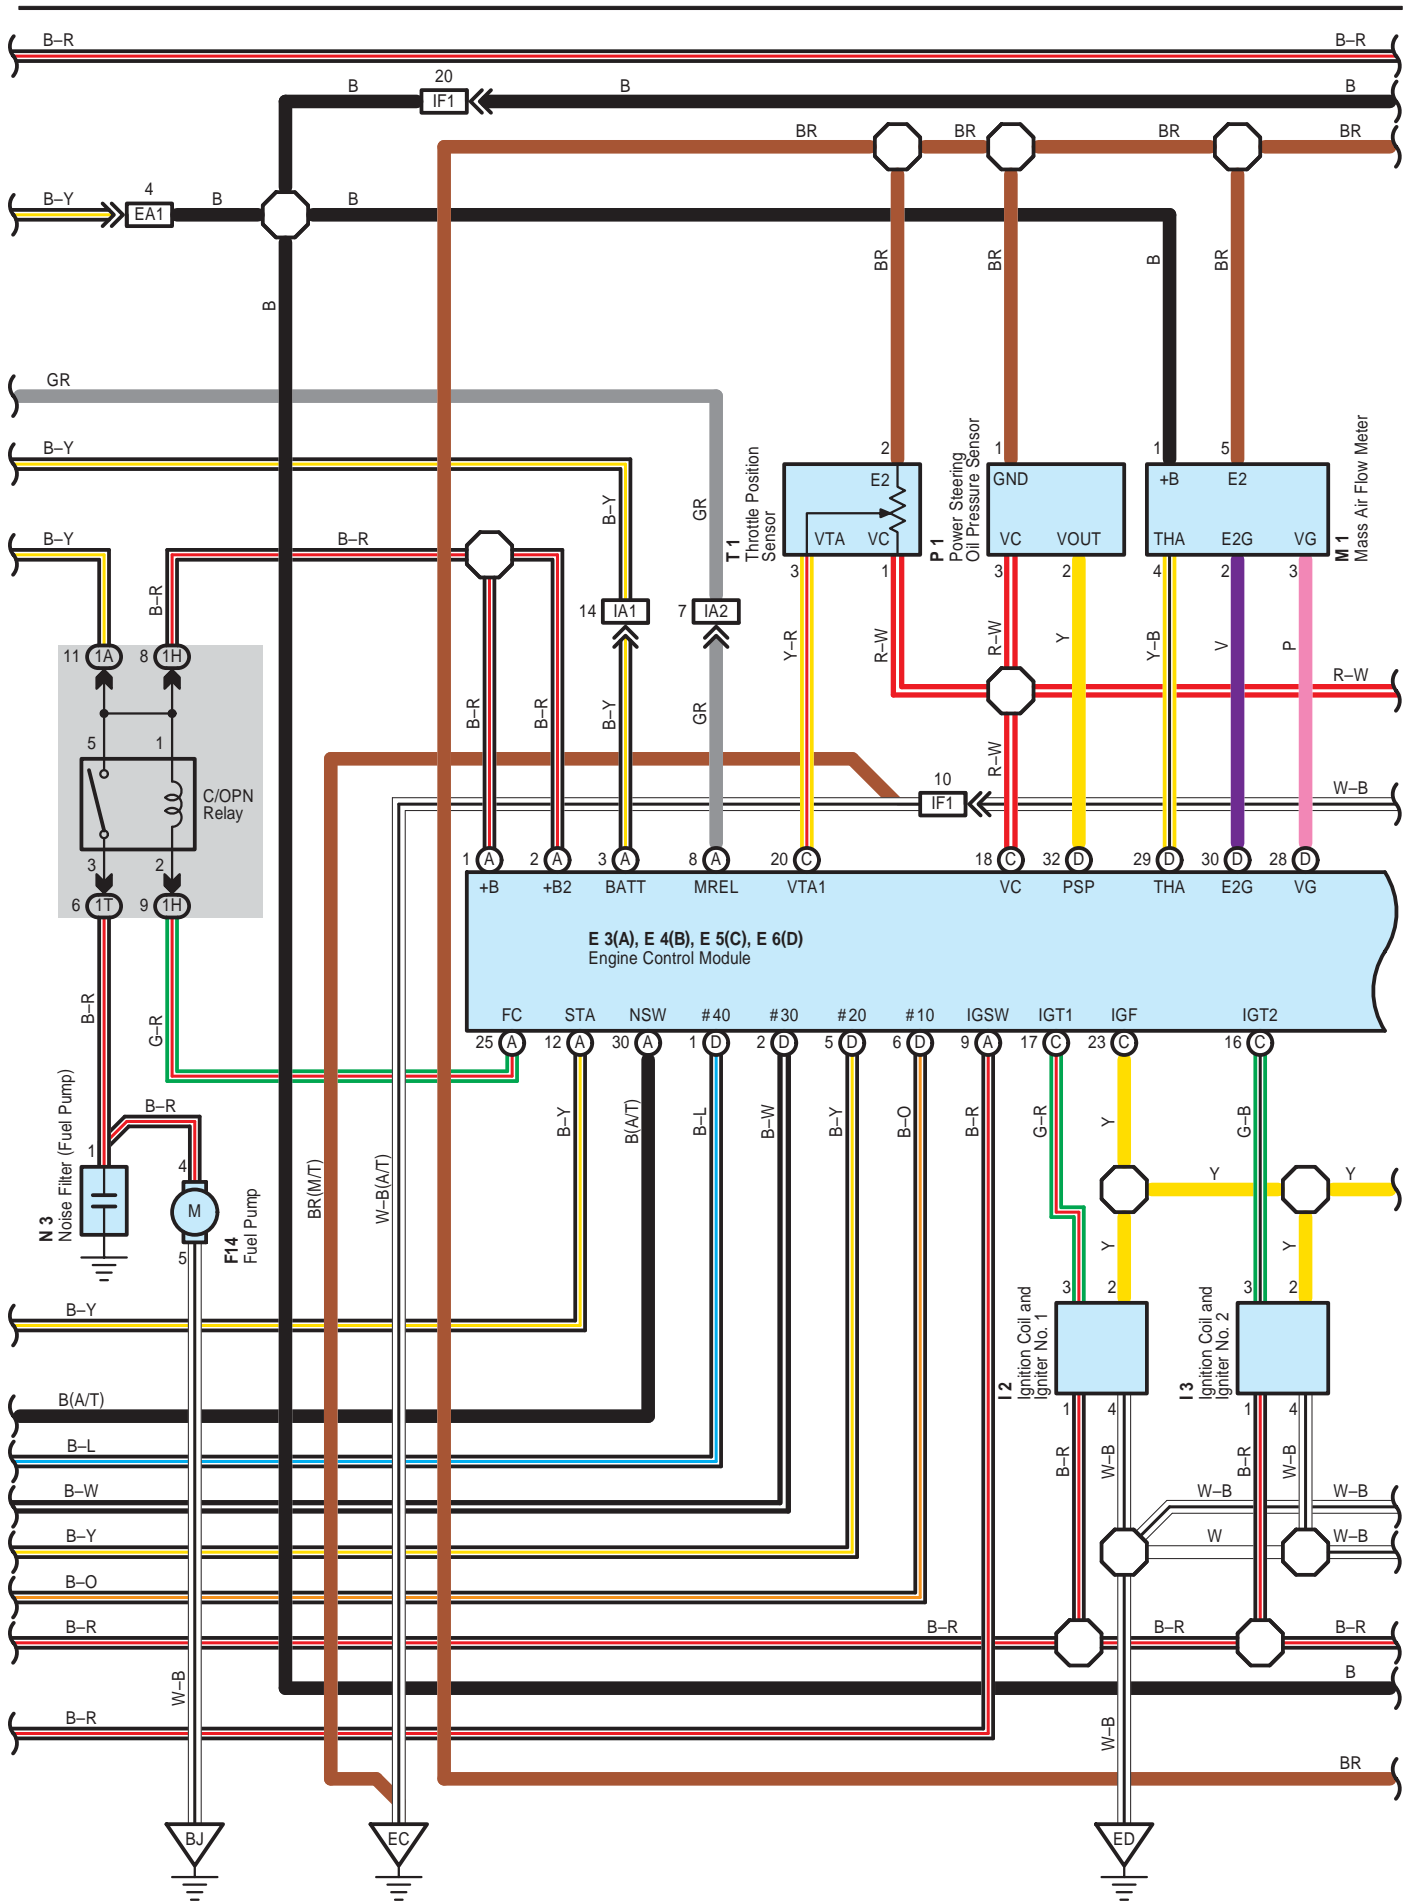 B–R B–R
20
B IF1 B B
BR BR BR BR
4
B–Y EA1 B B
BR BR B BR
B
GR
B–Y
2 1 1 5
E2 GND +B E2
VTA VC VC VOUT THA E2G VG
T 1
Throttle Position
Sensor
P 1
Power Steering
Oil Pressure Sensor
M 1
Mass Air Flow Meter
B–Y B–R
B–Y GR
3 1 3 2 4 2 3
B–R
14 IA1 7 IA2
Y–R R–W R–W Y Y–B V P
11 1A 8 1H
R–W
B–R B–R B–Y GR R–W
5 1
10
IF1 W–B
C/OPN
Relay
3 2
1 A 2 A 3 A 8 A 20 C 18 C 32 D 29 D 30 D 28 D
+B +B2 BATT MREL VTA1 VC PSP THA E2G VG
6 1T 9 1H
E 3(A), E 4(B), E 5(C), E 6(D)
Engine Control Module
B–R G–R
FC STA NSW #40 #30 #20 #10 IGSW IGT1 IGF IGT2
25 A 12 A 30 A 1 D 2 D 5 D 6 D 9 A 17 C 23 C 16 C
B–R
B–Y B(A/T) B–L B–W B–Y B–O B–R G–R Y G–B
1 4
M
5
N 3
Noise Filter (Fuel Pump)
F14
Fuel Pump
BR(M/T) W–B(A/T)
Y Y
Y Y
3 2 3 2
B–Y
I 2
Ignition Coil and
Igniter No. 1
I 3
Ignition Coil and
Igniter No. 2
B(A/T)
1 4 1 4
B–L
B–R W–B B–R W–B
B–W W–B W–B
B–Y W W–B
B–O
B–R B–R B–R B–R
B
W–B
B–R
W–B
BR
BJ EC ED